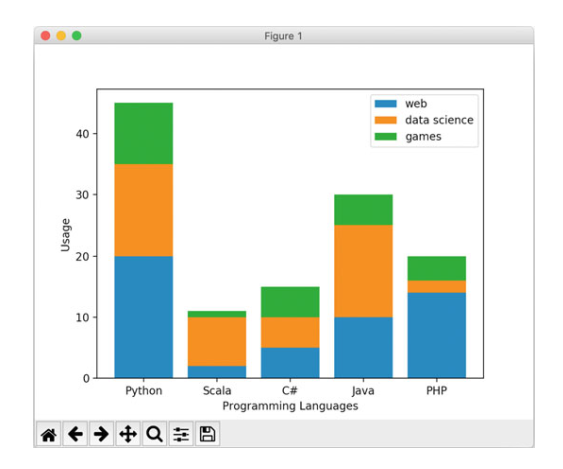 Figure 1
web
data science
games
40
30
20
10
0
Usage
Python Scala C# Java PHP
Programming Languages